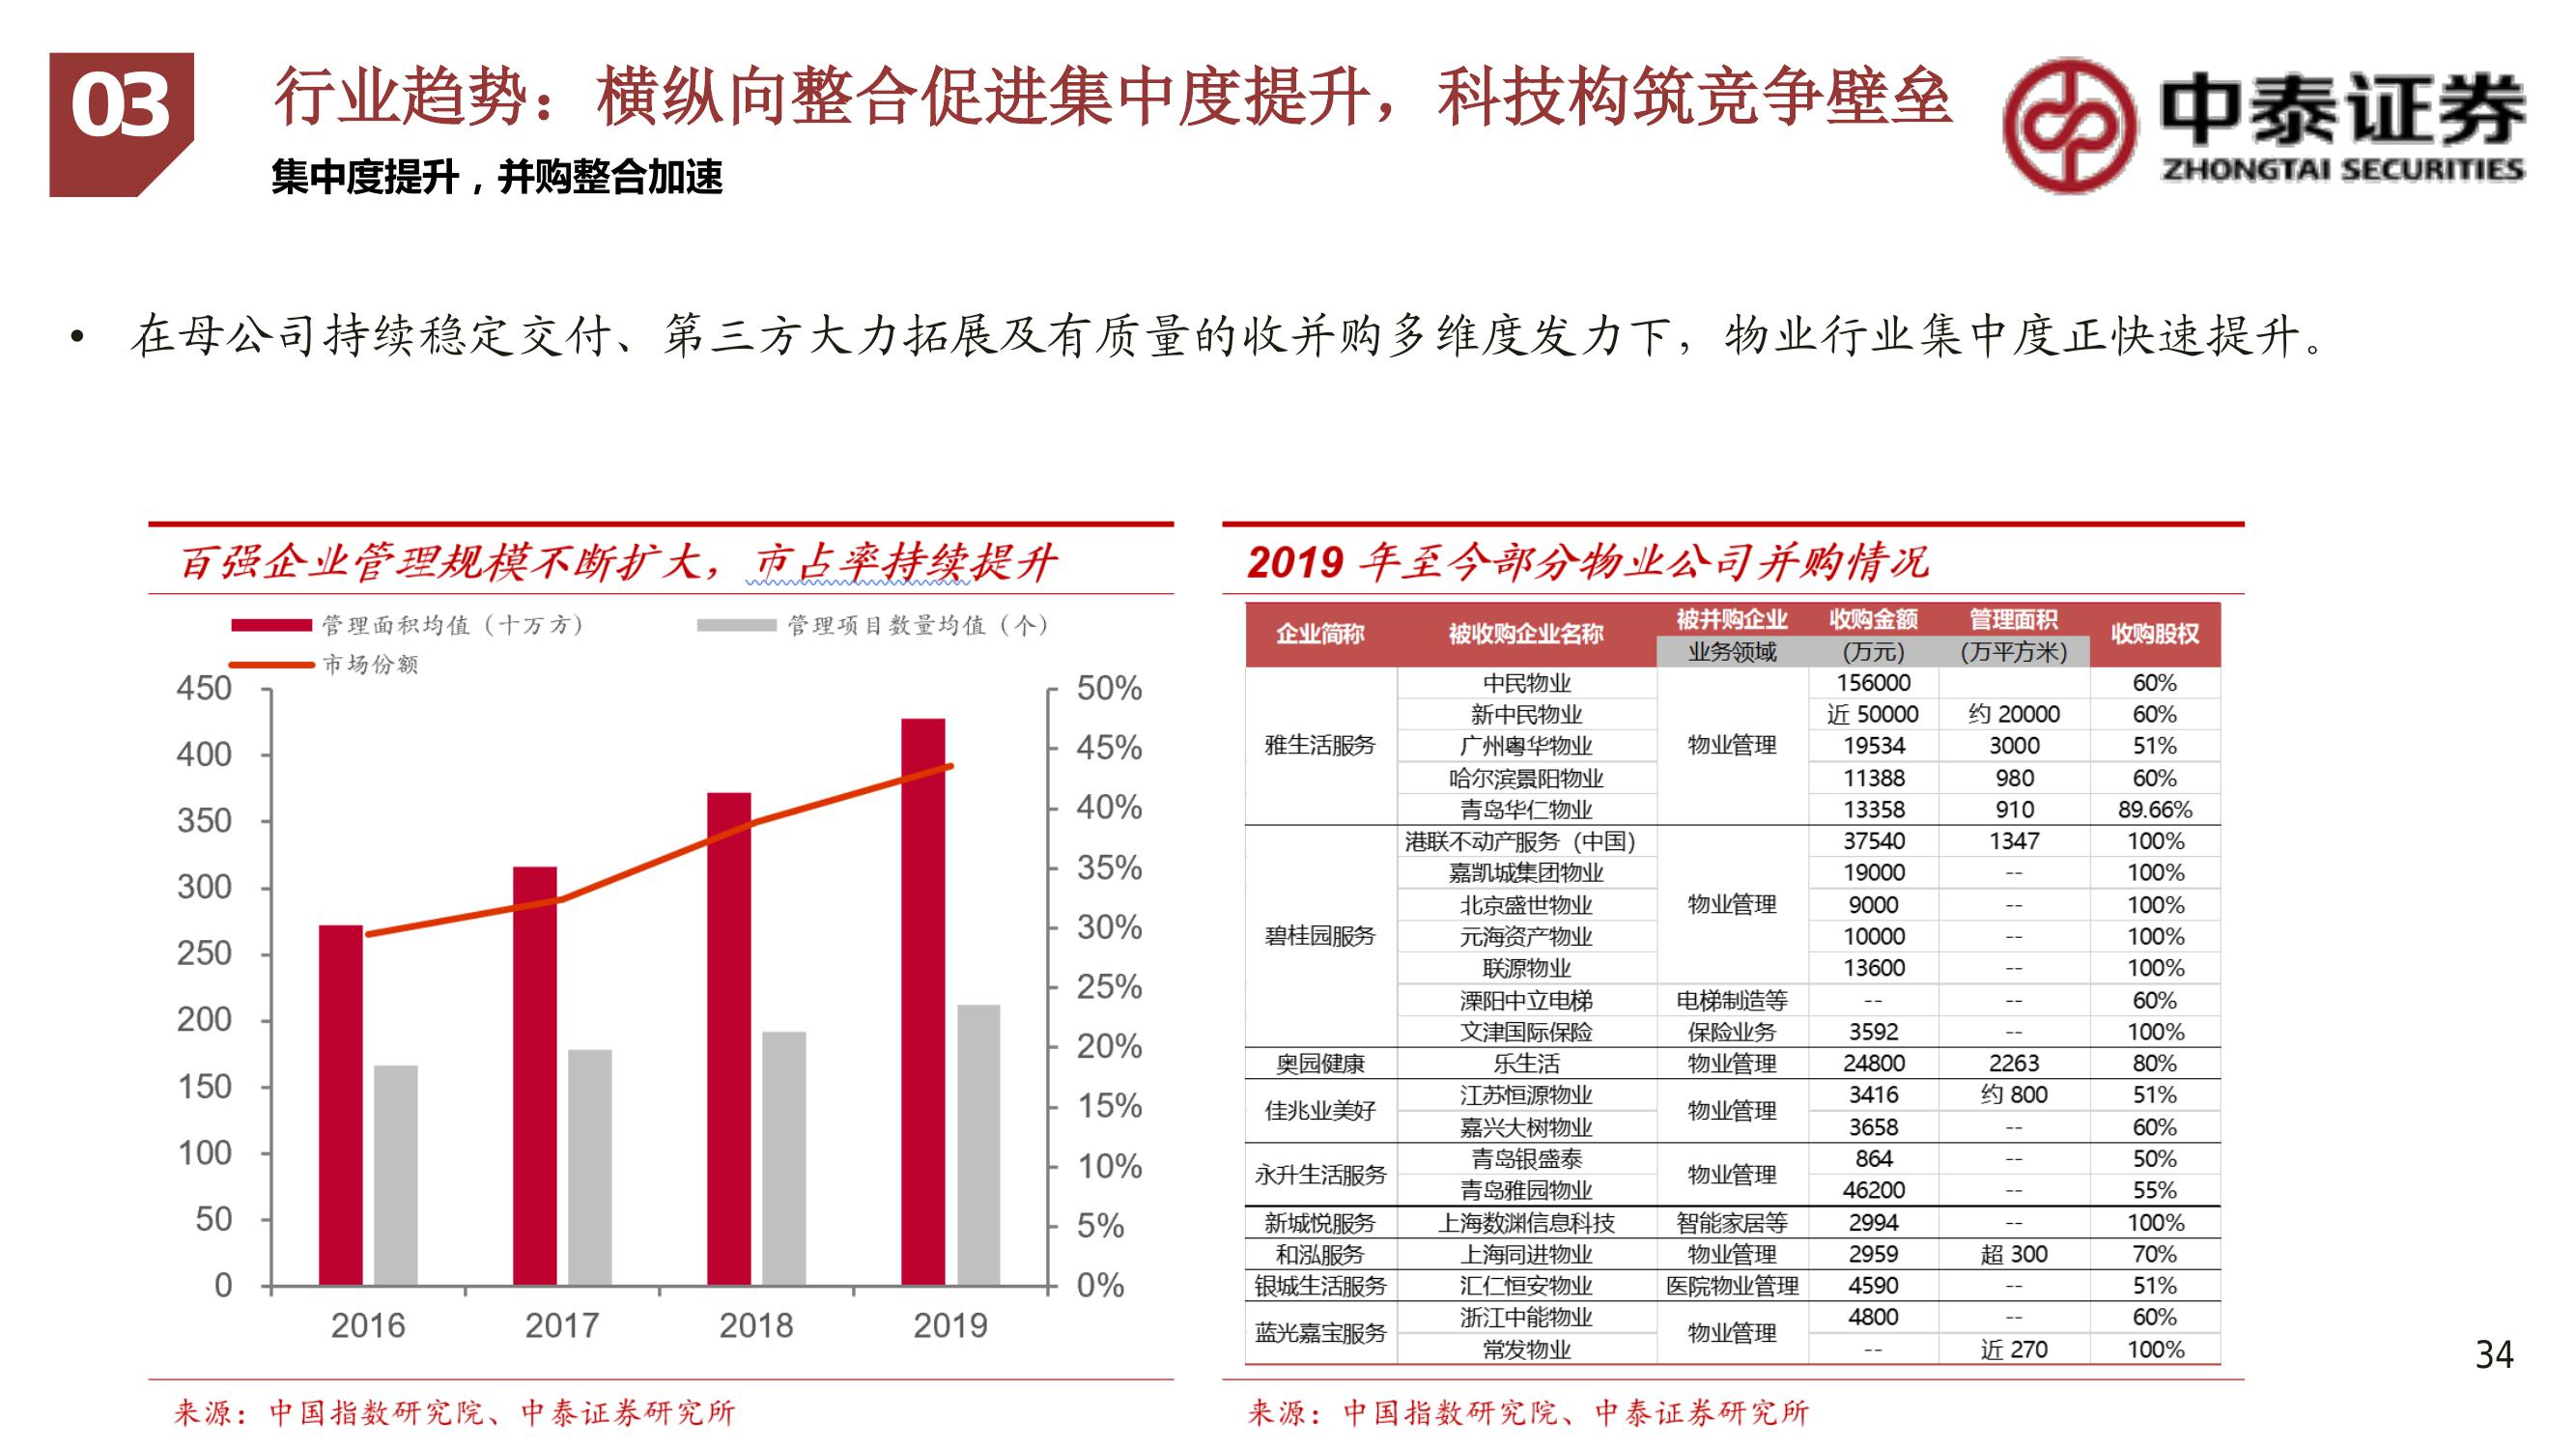 03
行业趋势：横纵向整合促进集中度提升，科技构筑竞争壁垒
中泰证券
ZHONGTAI SECURITIES
集中度提升，并购整合加速
• 在母公司持续稳定交付、第三方大力拓展及有质量的收并购多维度发力下，物业行业集中度正快速提升。
百强企业管理规模不断扩大，市占率持续提升
管理面积均值（十万方） 管理项目数量均值（个）
市场份额
450 50%
400 45%
350 40%
300 35%
250 30%
200 25%
150 20%
100 15%
50 10%
0 5%
0%
2016 2017 2018 2019
来源：中国指数研究院、中泰证券研究所
2019 年至今部分物业公司并购情况
企业简称 被收购企业名称 被并购企业 收购金额 管理面积 收购股权
业务领域 (万元) (万平方米)
雅生活服务 中民物业 物业管理 156000 60%
新中民物业 近 50000 约 20000 60%
广州粤华物业 19534 3000 51%
哈尔滨景阳物业 11388 980 60%
青岛华仁物业 13358 910 89.66%
碧桂园服务 港联不动产服务（中国） 物业管理 37540 1347 100%
嘉凯城集团物业 19000 -- 100%
北京盛世物业 9000 -- 100%
元海资产物业 10000 -- 100%
联源物业 13600 -- 100%
溧阳中立电梯 电梯制造等 -- -- 60%
文津国际保险 保险业务 3592 -- 100%
奥园健康 乐生活 物业管理 24800 2263 80%
佳兆业美好 江苏恒源物业 物业管理 3416 约 800 51%
嘉兴大树物业 3658 -- 60%
永升生活服务 青岛银盛泰 物业管理 864 -- 50%
青岛雅园物业 46200 -- 55%
新城悦服务 上海数渊信息科技 智能家居等 2994 -- 100%
和泓服务 上海同进物业 物业管理 2959 超 300 70%
银城生活服务 汇仁恒安物业 医院物业管理 4590 -- 51%
蓝光嘉宝服务 浙江中能物业 物业管理 4800 -- 60%
常发物业 -- 近 270 100%
来源：中国指数研究院、中泰证券研究所
34